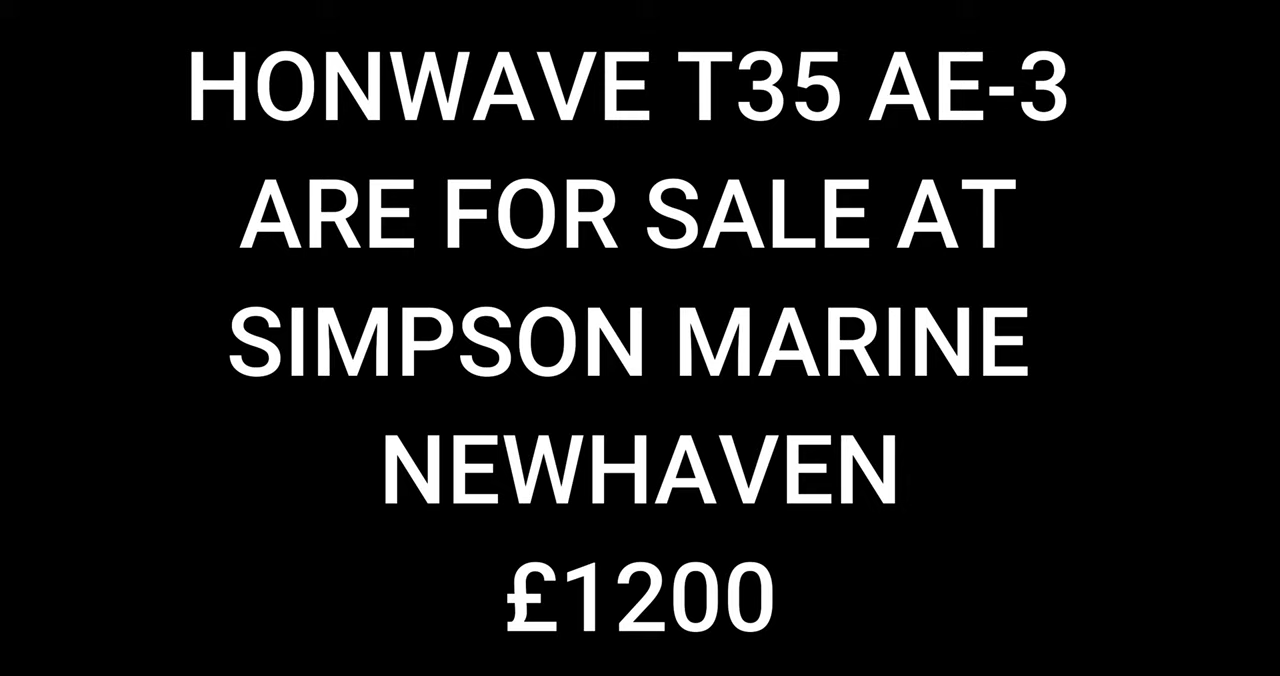 HONWAVE T35 AE-3
ARE FOR SALE AT
SIMPSON MARINE
NEWHAVEN
£1200